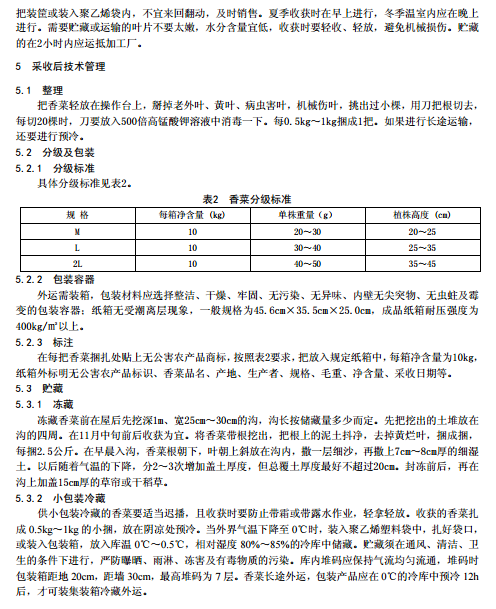 把装筐或装入聚乙烯袋内，不宜来回翻动，及时销售。夏季收获时在早上进行，冬季温室内应在晚上
进行。需要贮藏或运输的叶片不要太嫩，水分含量宜低，收获时要轻收、轻放，避免机械损伤。贮藏
的在2小时内应运抵加工厂。
5 采收后技术管理
5.1 整理
把香菜轻放在操作台上，掰掉老外叶、黄叶、病虫害叶，机械伤叶，挑出过小棵，用刀把根切去，
每切20棵时，刀要放入500倍高锰酸钾溶液中消毒一下。每0.5kg～1kg捆成1把。如果进行长途运输，
还要进行预冷。
5.2 分级及包装
5.2.1 分级标准
具体分级标准见表2。
表2 香菜分级标准
规 格 每箱净含量 (kg) 单株重量（g） 植株高度 (cm)
M 10 20～30 20～25
L 10 30～40 25～35
2L 10 40～50 35～45
5.2.2 包装容器
外运需装箱，包装材料应选择整洁、干燥、牢固、无污染、无异味、内壁无尖突物、无虫蛀及霉
变的包装容器；纸箱无受潮离层现象，一般规格为45.6cm×35.5cm×25.0cm，成品纸箱耐压强度为
400kg/㎡以上。
5.2.3 标注
在每把香菜捆扎处贴上无公害农产品商标，按照表2要求，把放入规定纸箱中，每箱净含量为10kg，
纸箱外标明无公害农产品标识、香菜品名、产地、生产者、规格、毛重、净含量、采收日期等。
5.3 贮藏
5.3.1 冻藏
冻藏香菜前在屋后先挖深1m、宽25cm～30cm的沟，沟长按储藏量多少而定。先把挖出的土堆放在
沟的四周。在11月中旬前后收获为宜。将香菜带根挖出，把根上的泥土抖净，去掉黄烂叶，捆成捆，
每捆2.5公斤。在早晨入沟，香菜根朝下，叶朝上斜放在沟内，撒一层细沙，再撒上7cm～8cm厚的细湿
土。以后随着气温的下降，分2～3次增加盖土厚度，但总覆土厚度最好不超过20cm。封冻前后，再在
沟上加盖15cm厚的草帘或干稻草。
5.3.2 小包装冷藏
供小包装冷藏的香菜要适当迟播，且收获时要防止带霜或带露水作业，轻拿轻放。收获的香菜扎
成 0.5kg～1kg 的小捆，放在阴凉处预冷。当外界气温下降至 0℃时，装入聚乙烯塑料袋中，扎好袋口，
或装入包装箱，放入库温 0℃～0.5℃，相对湿度 80%～85%的冷库中储藏。贮藏须在通风、清洁、卫
生的条件下进行，严防曝晒、雨淋、冻害及有毒物质的污染。库内堆码应保持气流均匀流通，堆码时
包装箱距地 20cm，距墙 30cm，最高堆码为 7 层。香菜长途外运，包装产品应在 0℃的冷库中预冷 12h
后，才可装集装箱冷藏外运。